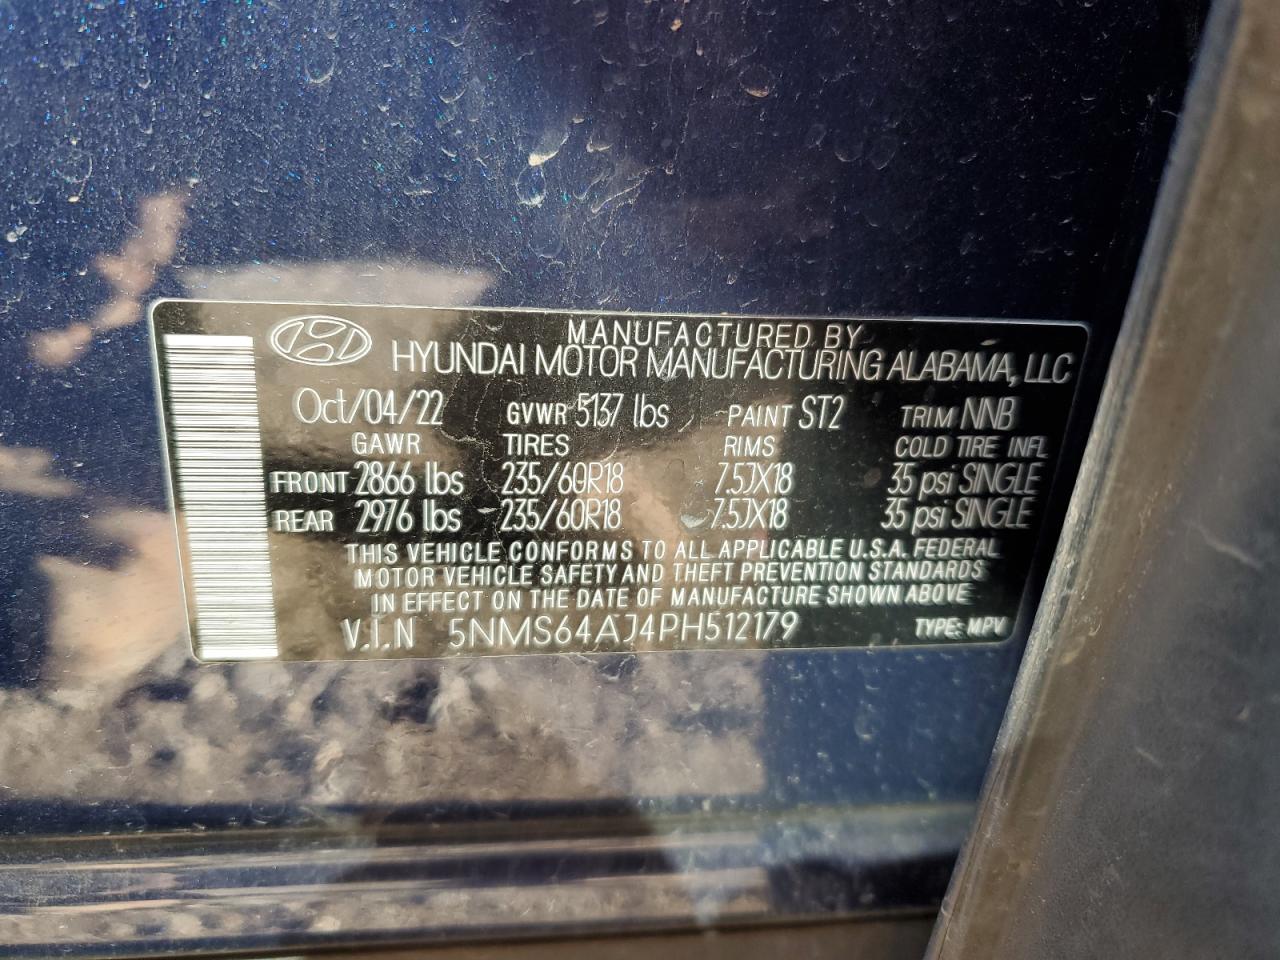 MANUFACTURED BY
HYUNDAI MOTOR MANUFACTURING ALABAMA, LLC
Oct/04/22 GVWR 5137 lbs PAINT ST2 TRIM NNB
GAWR TIRES RIMS COLD TIRE INFL
FRONT 2866 lbs 235/60R18 7.5JX18 35 psi SINGLE
REAR 2976 lbs 235/60R18 7.5JX18 35 psi SINGLE
THIS VEHICLE CONFORMS TO ALL APPLICABLE U.S.A. FEDERAL
MOTOR VEHICLE SAFETY AND THEFT PREVENTION STANDARDS
IN EFFECT ON THE DATE OF MANUFACTURE SHOWN ABOVE
V.I.N 5NMS64AJ4PH512179 TYPE: MPV